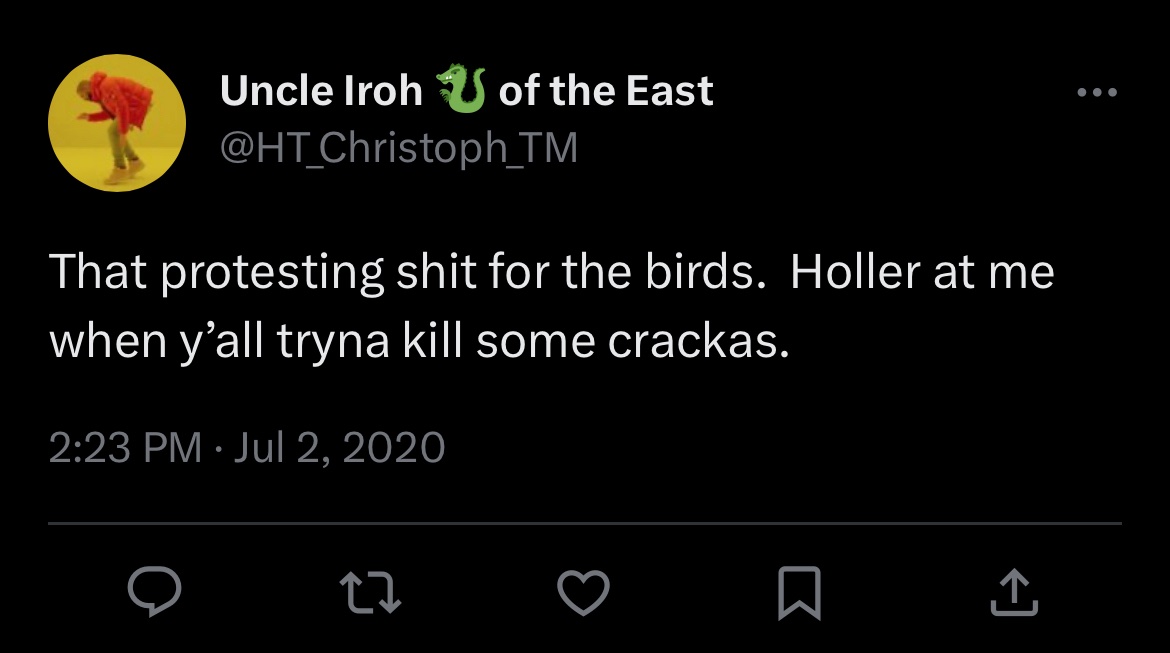 Uncle Iroh 🐉 of the East
@HT_Christoph_TM
That protesting shit for the birds.  Holler at me
when y’all tryna kill some crackas.
2:23 PM · Jul 2, 2020